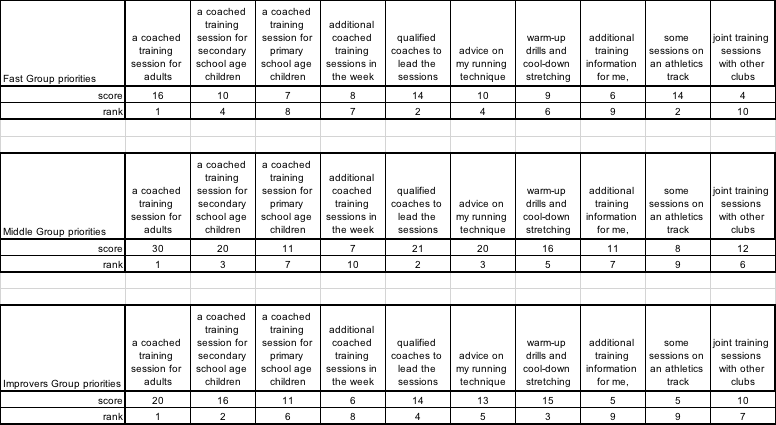 Fast Group priorities
a coached
training
session for
adults
a coached
training
session for
secondary
school age
children
a coached
training
session for
primary
school age
children
additional
coached
training
sessions in
the week
qualified
coaches to
lead the
sessions
advice on
my running
technique
warm-up
drills and
cool-down
stretching
additional
training
information
for me,
some
sessions on
an athletics
track
joint training
sessions
with other
clubs
score 16 10 7 8 14 10 9 6 14 4
rank 1 4 8 7 2 4 6 9 2 10
Middle Group priorities
a coached
training
session for
adults
a coached
training
session for
secondary
school age
children
a coached
training
session for
primary
school age
children
additional
coached
training
sessions in
the week
qualified
coaches to
lead the
sessions
advice on
my running
technique
warm-up
drills and
cool-down
stretching
additional
training
information
for me,
some
sessions on
an athletics
track
joint training
sessions
with other
clubs
score 30 20 11 7 21 20 16 11 8 12
rank 1 3 7 10 2 3 5 7 9 6
Improvers Group priorities
a coached
training
session for
adults
a coached
training
session for
secondary
school age
children
a coached
training
session for
primary
school age
children
additional
coached
training
sessions in
the week
qualified
coaches to
lead the
sessions
advice on
my running
technique
warm-up
drills and
cool-down
stretching
additional
training
information
for me,
some
sessions on
an athletics
track
joint training
sessions
with other
clubs
score 20 16 11 6 14 13 15 5 5 10
rank 1 2 6 8 4 5 3 9 9 7